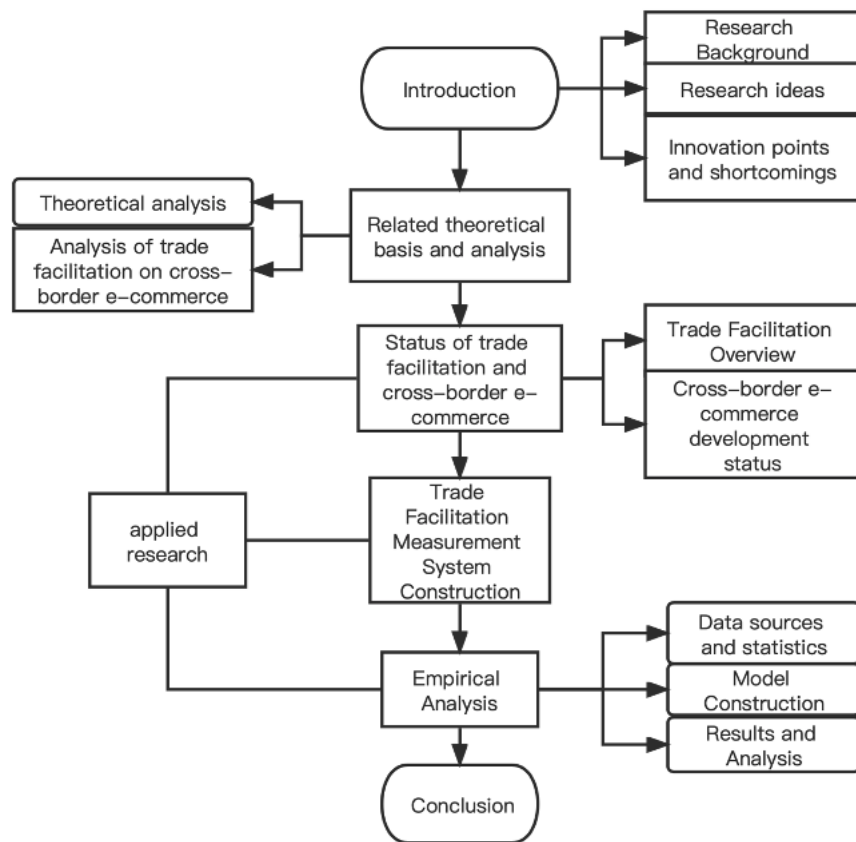 Research
Background
Introduction
Research ideas
Innovation points
and shortcomings
Theoretical analysis
Related theoretical
basis and analysis
Analysis of trade
facilitation on cross–
border e–commerce
Status of trade
facilitation and
cross–border e–
commerce
Trade Facilitation
Overview
Cross–border e–
commerce
development
status
applied
research
Trade
Facilitation
Measurement
System
Construction
Data sources
and statistics
Empirical
Analysis
Model
Construction
Results and
Analysis
Conclusion